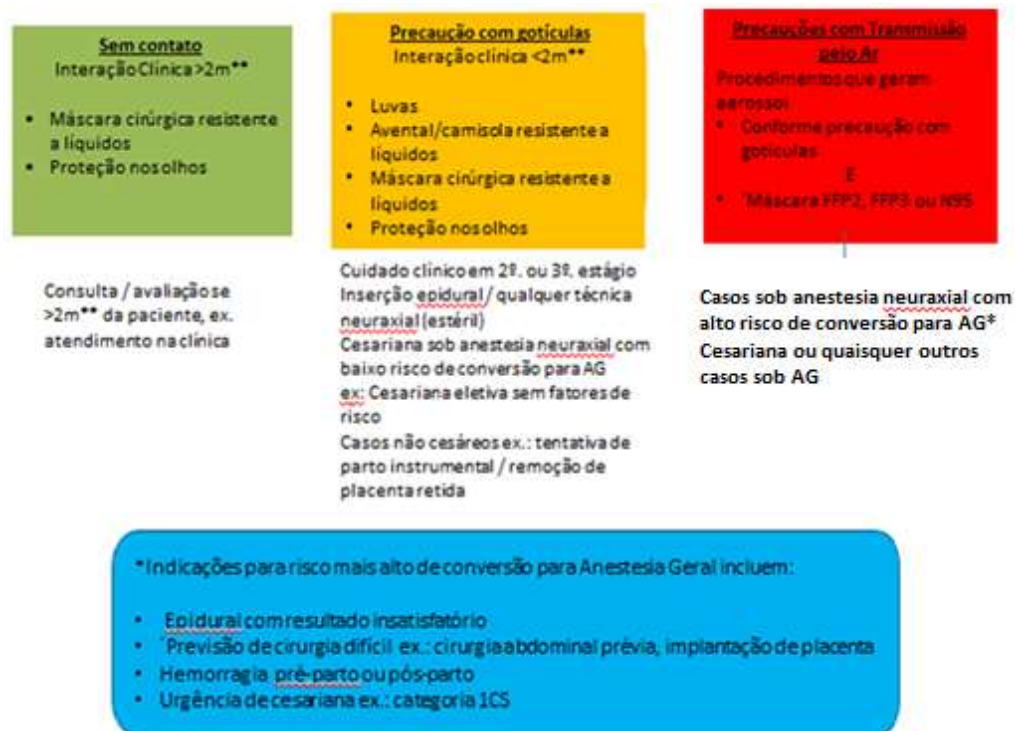 Sem contato
Interação Clínica >2m**
• Máscara cirúrgica resistente
a líquidos
• Proteção nos olhos
Consulta / avaliação se
>2m** da paciente, ex.
atendimento na clínica
Precaução com gotículas
Interação clínica <2m**
• Luvas
• Avental/camisola resistente a
líquidos
• Máscara cirúrgica resistente a
líquidos
• Proteção nos olhos
Cuidado clínico em 2º. ou 3º. estágio
Inserção epidural / qualquer técnica
neuraxial (estéril)
Cesariana sob anestesia neuraxial com
baixo risco de conversão para AG
ex: Cesariana eletiva sem fatores de
risco
Casos não cesáreos ex.: tentativa de
parto instrumental / remoção de
placenta retida
Precauções com Transmissão
pelo Ar
Procedimentos que geram
aerossol
• Conforme precaução com
gotículas
E
• 'Máscara FFP2, FFP3 ou N95
Casos sob anestesia neuraxial com
alto risco de conversão para AG*
Cesariana ou quaisquer outros
casos sob AG
*Indicações para risco mais alto de conversão para Anestesia Geral incluem:
• Epidural com resultado insatisfatório
• 'Previsão de cirurgia difícil ex.: cirurgia abdominal prévia, implantação de placenta
• Hemorragia pré-parto ou pós-parto
• Urgência de cesariana ex.: categoria 1CS